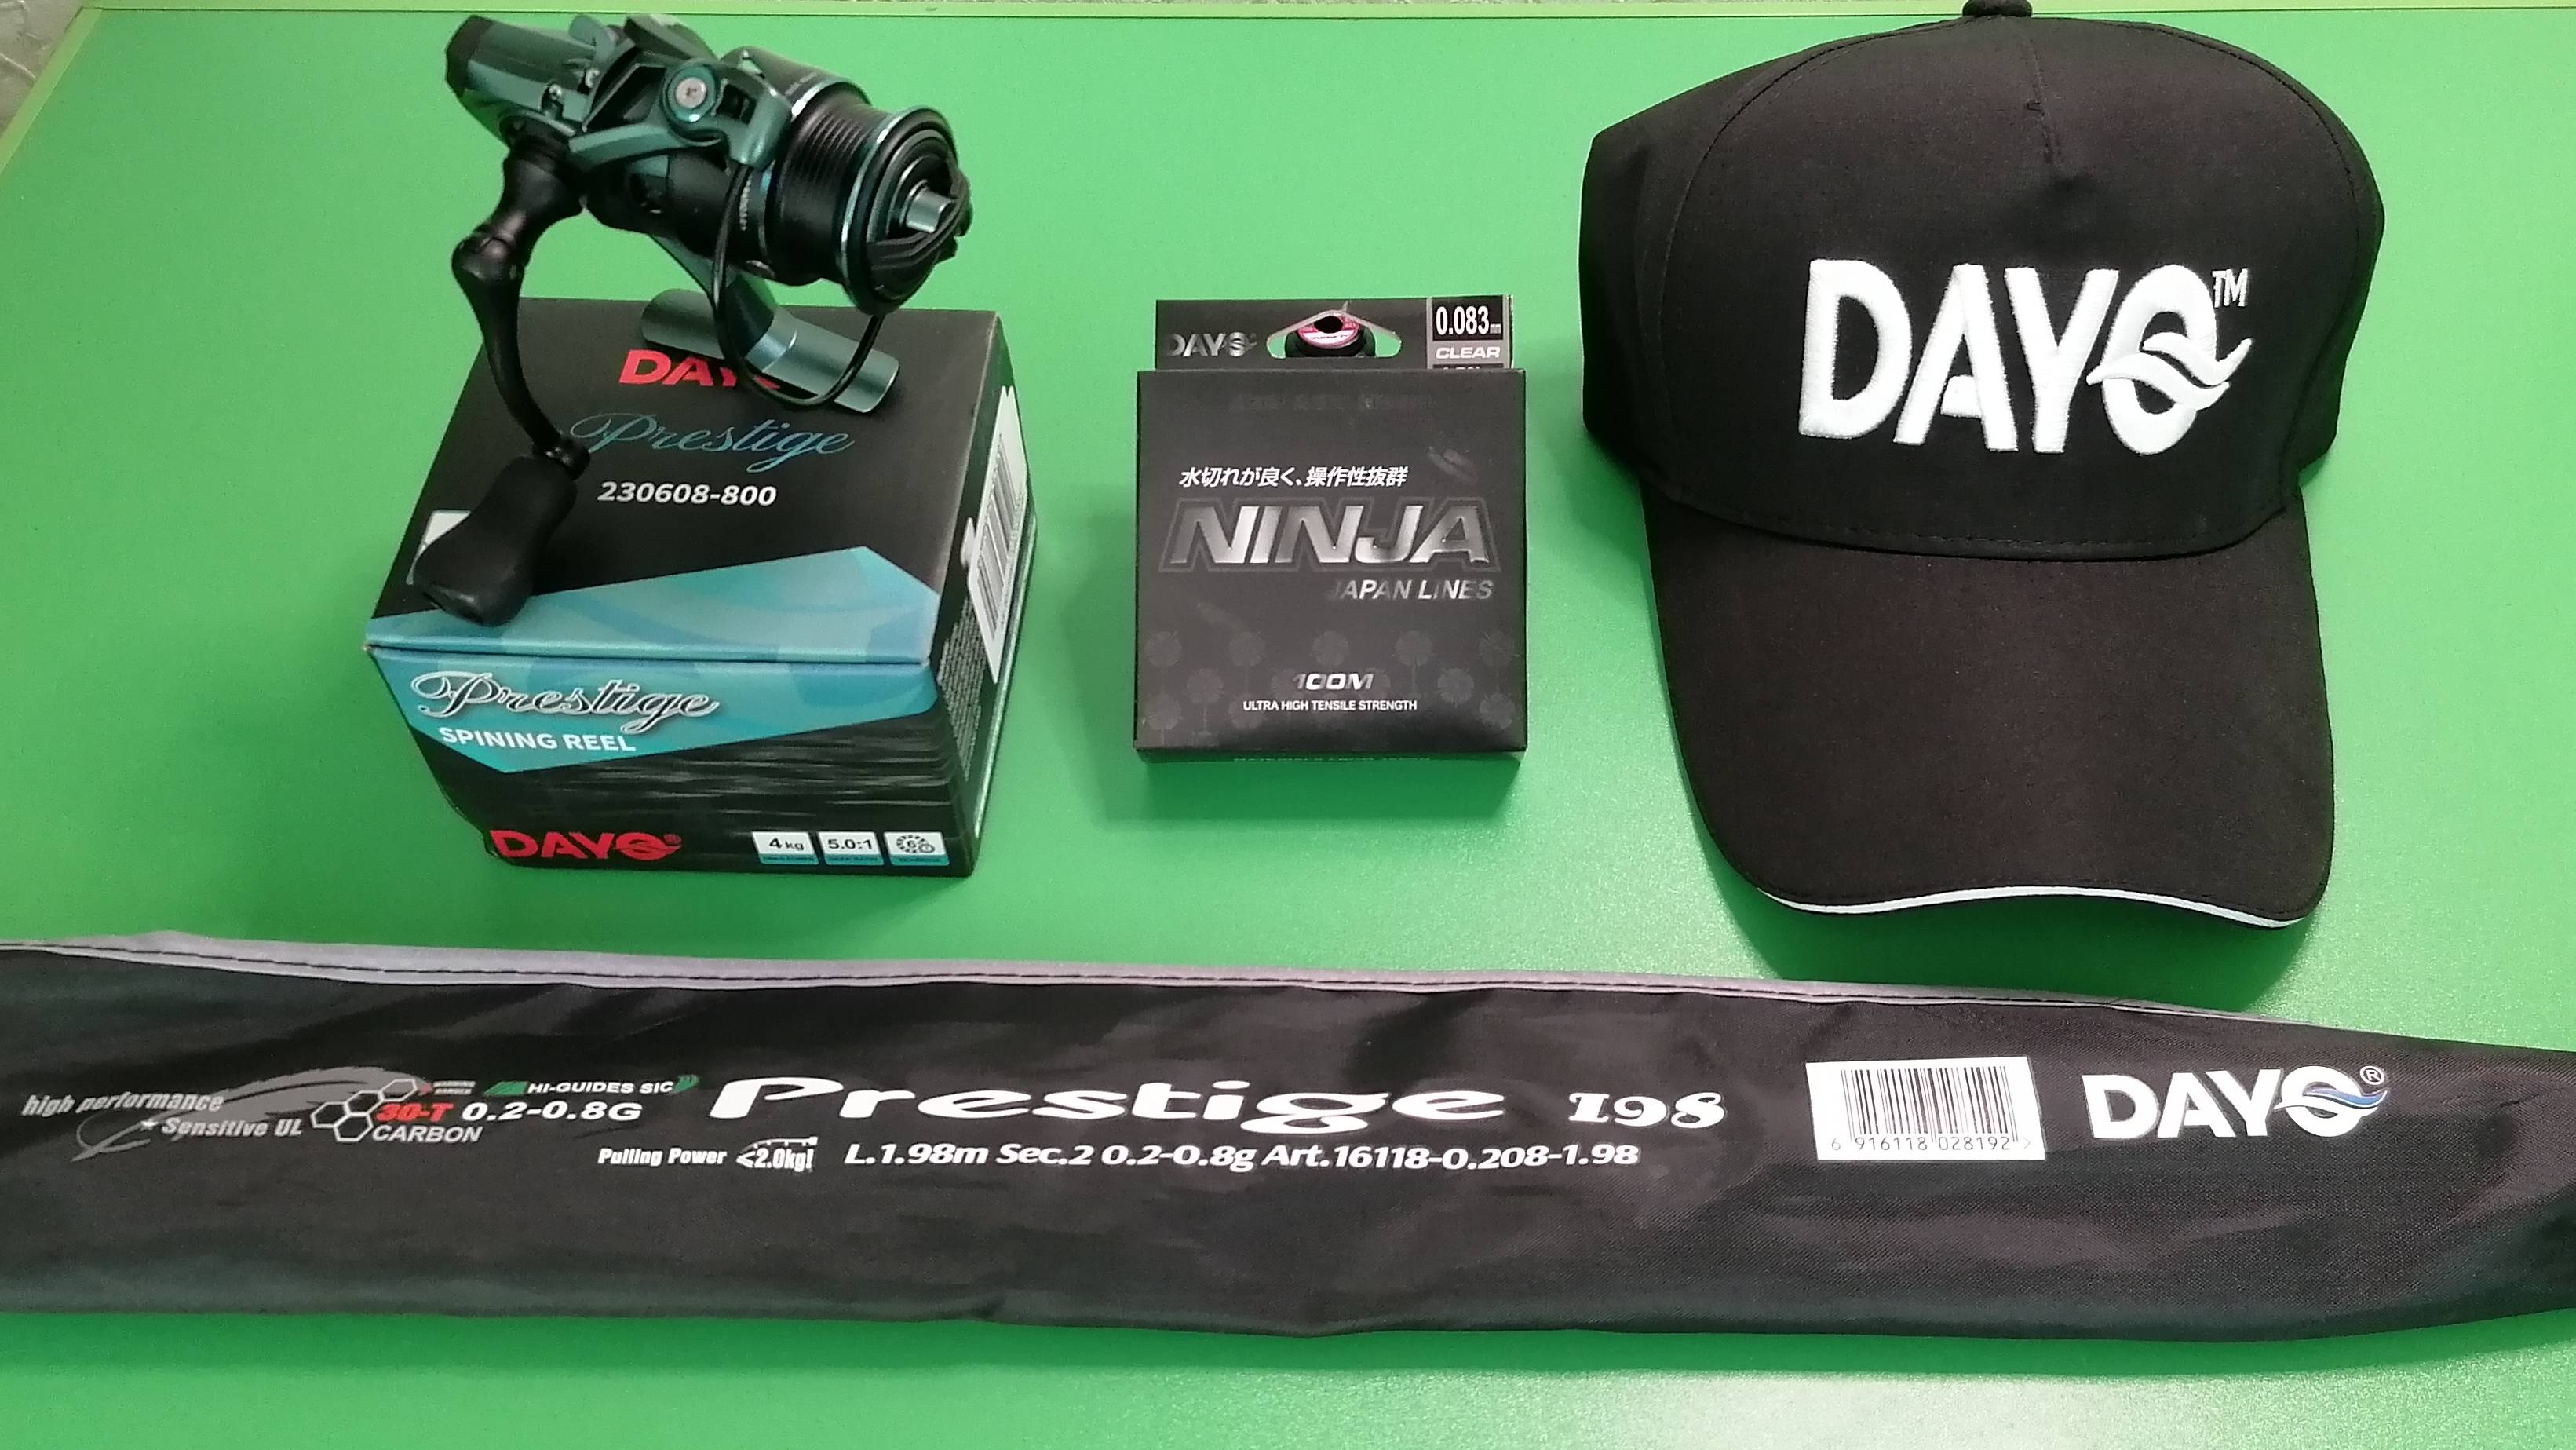 DAYO
Prestige
230608-800
Prestige
SPINING REEL
DAYO®
4kg
5.0:1
DAYO
0.083mm
CLEAR
水切れが良く、操作性抜群
NINJA
JAPAN LINES
100M
ULTRA HIGH TENSILE STRENGTH
DAYO™
high performance
Sensitive UL
30-T
CARBON
HI-GUIDES SIC
0.2-0.8G
Prestige 198
Pulling Power <2.0kg!
L.1.98m Sec.2 0.2-0.8g Art.16118-0.208-1.98
6 916118 028192 >
DAYO®